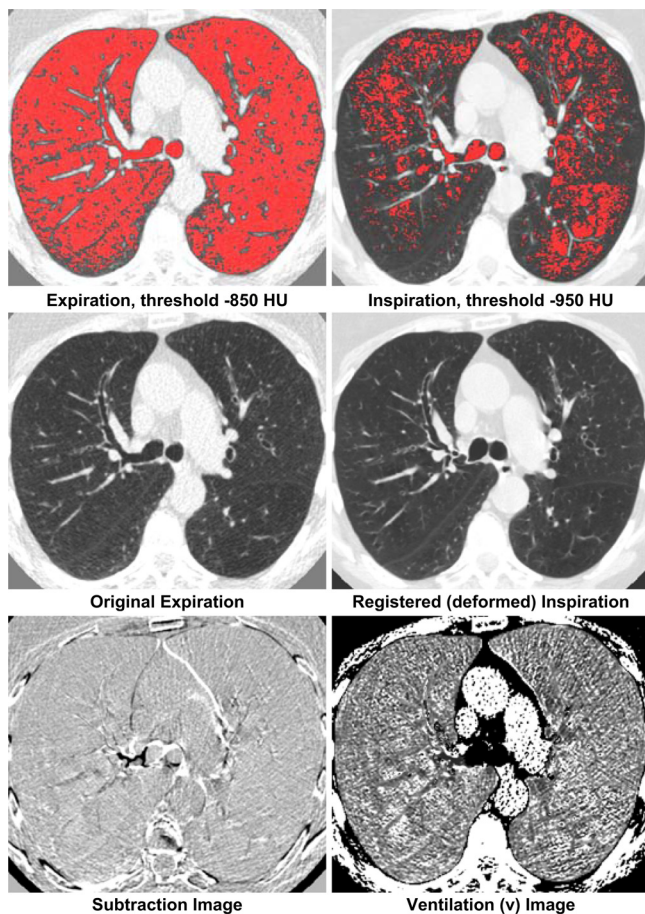 Expiration, threshold -850 HU
Inspiration, threshold -950 HU
Original Expiration
Registered (deformed) Inspiration
Subtraction Image
Ventilation (v) Image